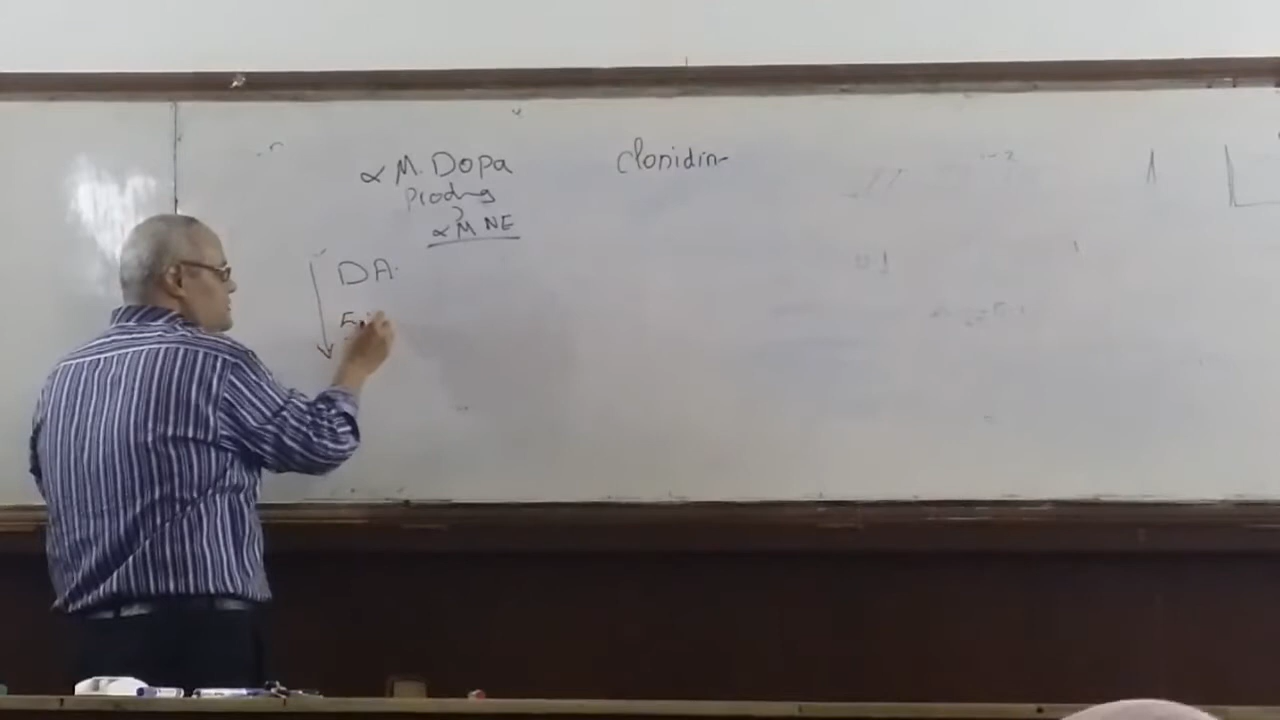 α M. Dopa
Prodrug
α M NE
DA
Clonidin